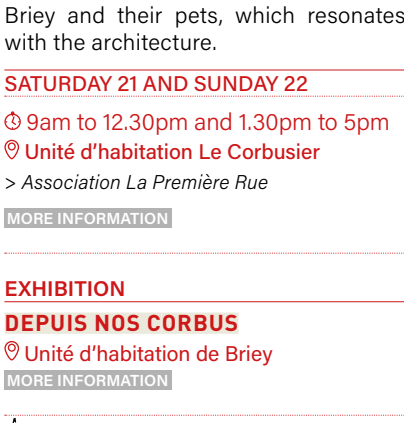 Briey and their pets, which resonates
with the architecture.
SATURDAY 21 AND SUNDAY 22
9am to 12.30pm and 1.30pm to 5pm
Unité d’habitation Le Corbusier
> Association La Première Rue
MORE INFORMATION
EXHIBITION
DEPUIS NOS CORBUS
Unité d’habitation de Briey
MORE INFORMATION